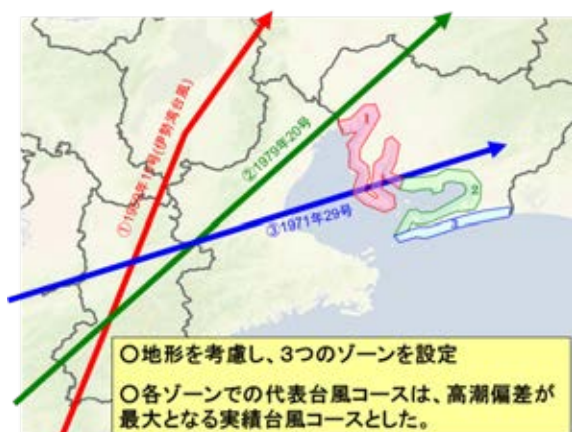 ①1959年15号(伊勢湾台風)
②1979年20号
③1971年29号
1
2
3
○地形を考慮し、3つのゾーンを設定
○各ゾーンでの代表台風コースは、高潮偏差が
最大となる実績台風コースとした。